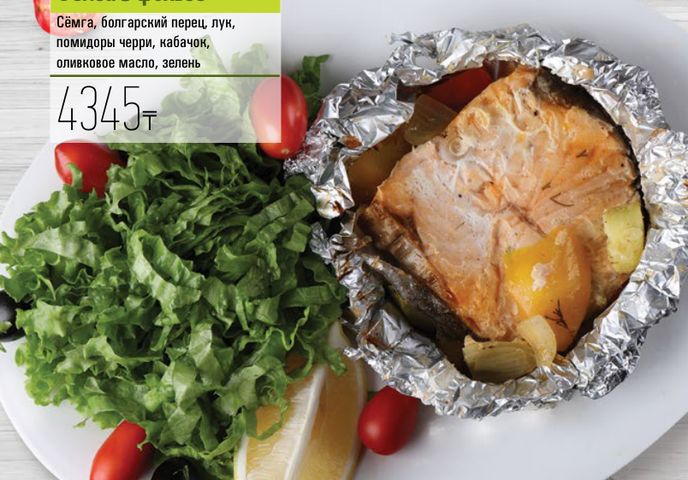 Сёмга, болгарский перец, лук,
помидоры черри, кабачок,
оливковое масло, зелень
4345₸